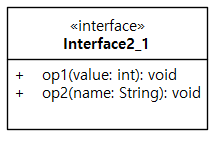 «interface»
Interface2_1
+ op1(value: int): void
+ op2(name: String): void